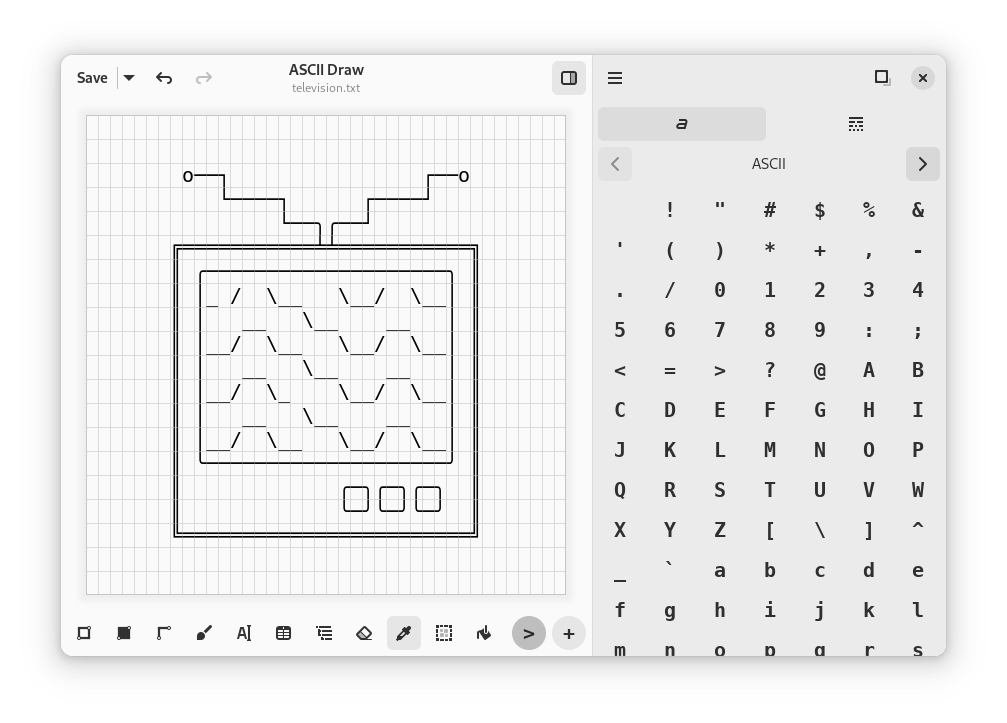 Save
ASCII Draw
television.txt
ASCII
! " # $ % &
' ( ) * + , -
. / 0 1 2 3 4
5 6 7 8 9 : ;
< = > ? @ A B
C D E F G H I
J K L M N O P
Q R S T U V W
X Y Z [ \ ] ^
_ ` a b c d e
f g h i j k l
m n o p q r s
> +